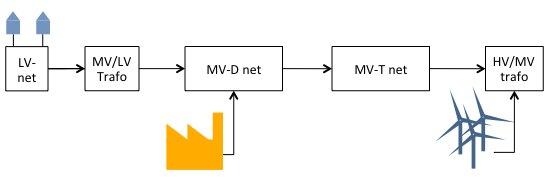 LV-
net
MV/LV
Trafo
MV-D net
MV-T net
HV/MV
trafo